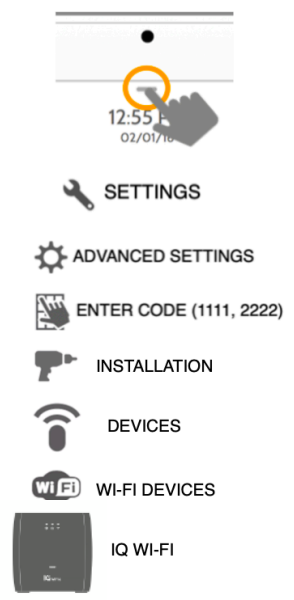 12:55 P
02/01/18
SETTINGS
ADVANCED SETTINGS
ENTER CODE (1111, 2222)
INSTALLATION
DEVICES
Wi Fi
WI-FI DEVICES
IQ WI-FI